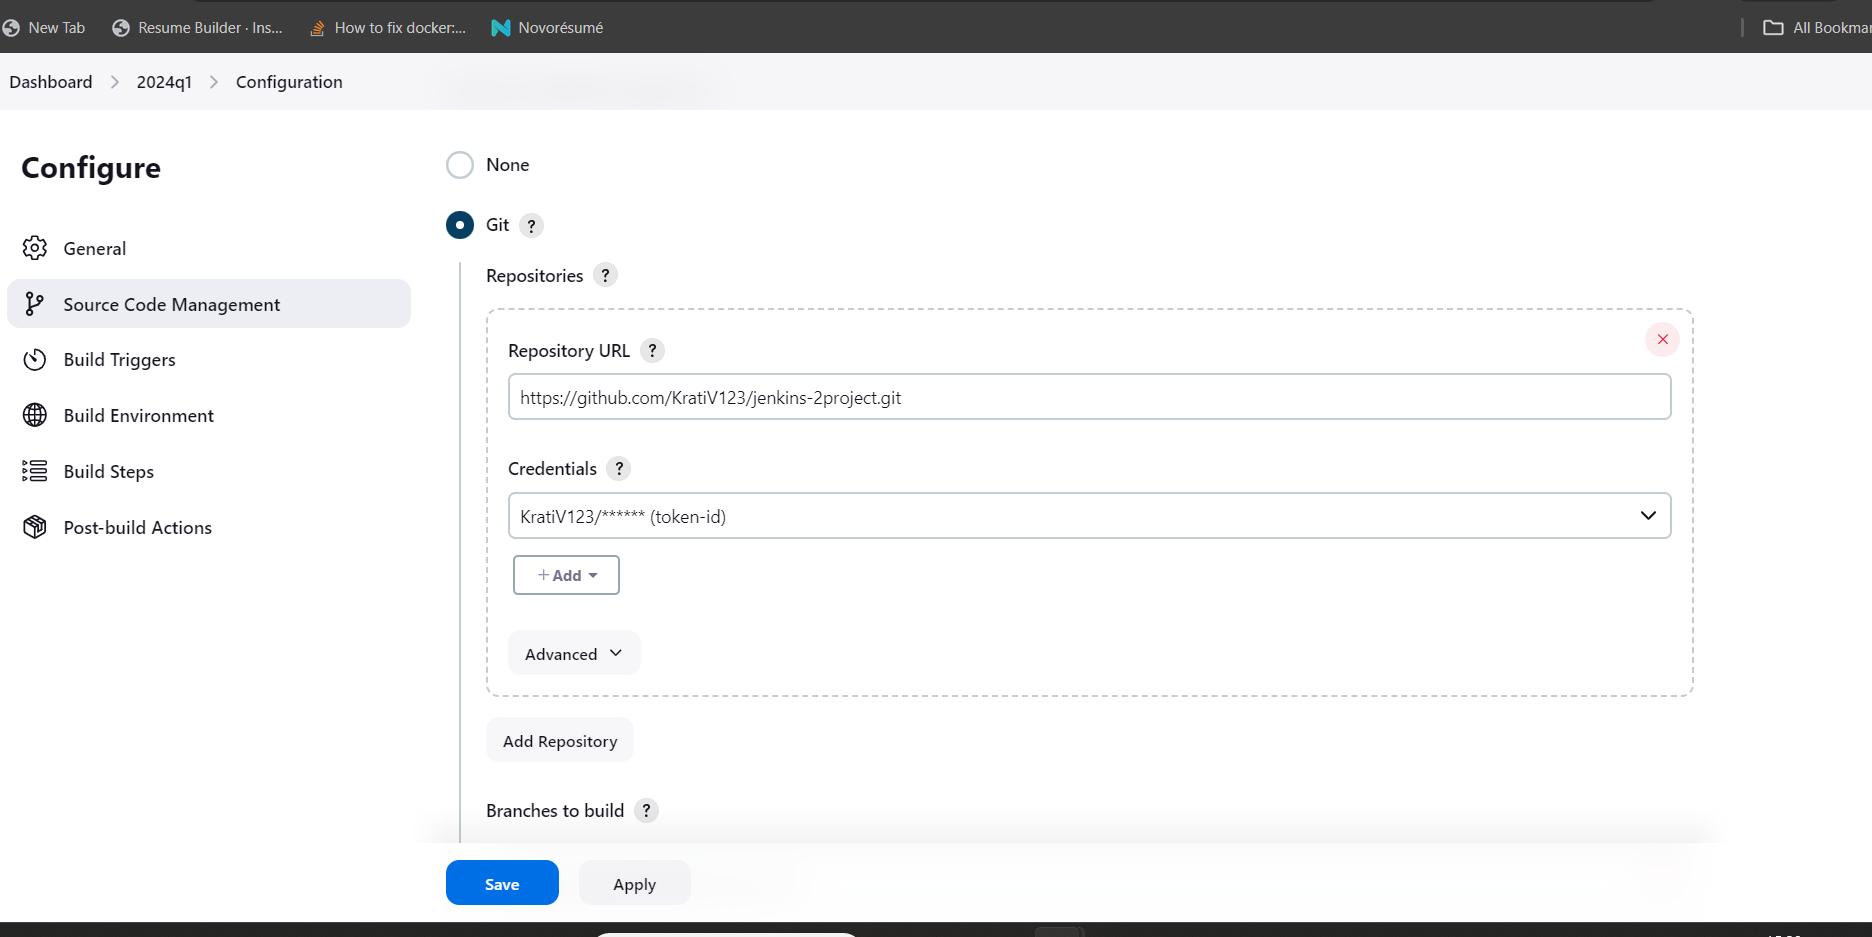 New Tab Resume Builder · Ins... How to fix docker:... Novorésumé All Bookmar
Dashboard 2024q1 Configuration
Configure
General
Source Code Management
Build Triggers
Build Environment
Build Steps
Post-build Actions
None
Git ?
Repositories ?
Repository URL ?
https://github.com/KratiV123/jenkins-2project.git
Credentials ?
KratiV123/****** (token-id)
+ Add
Advanced
Add Repository
Branches to build ?
Save Apply